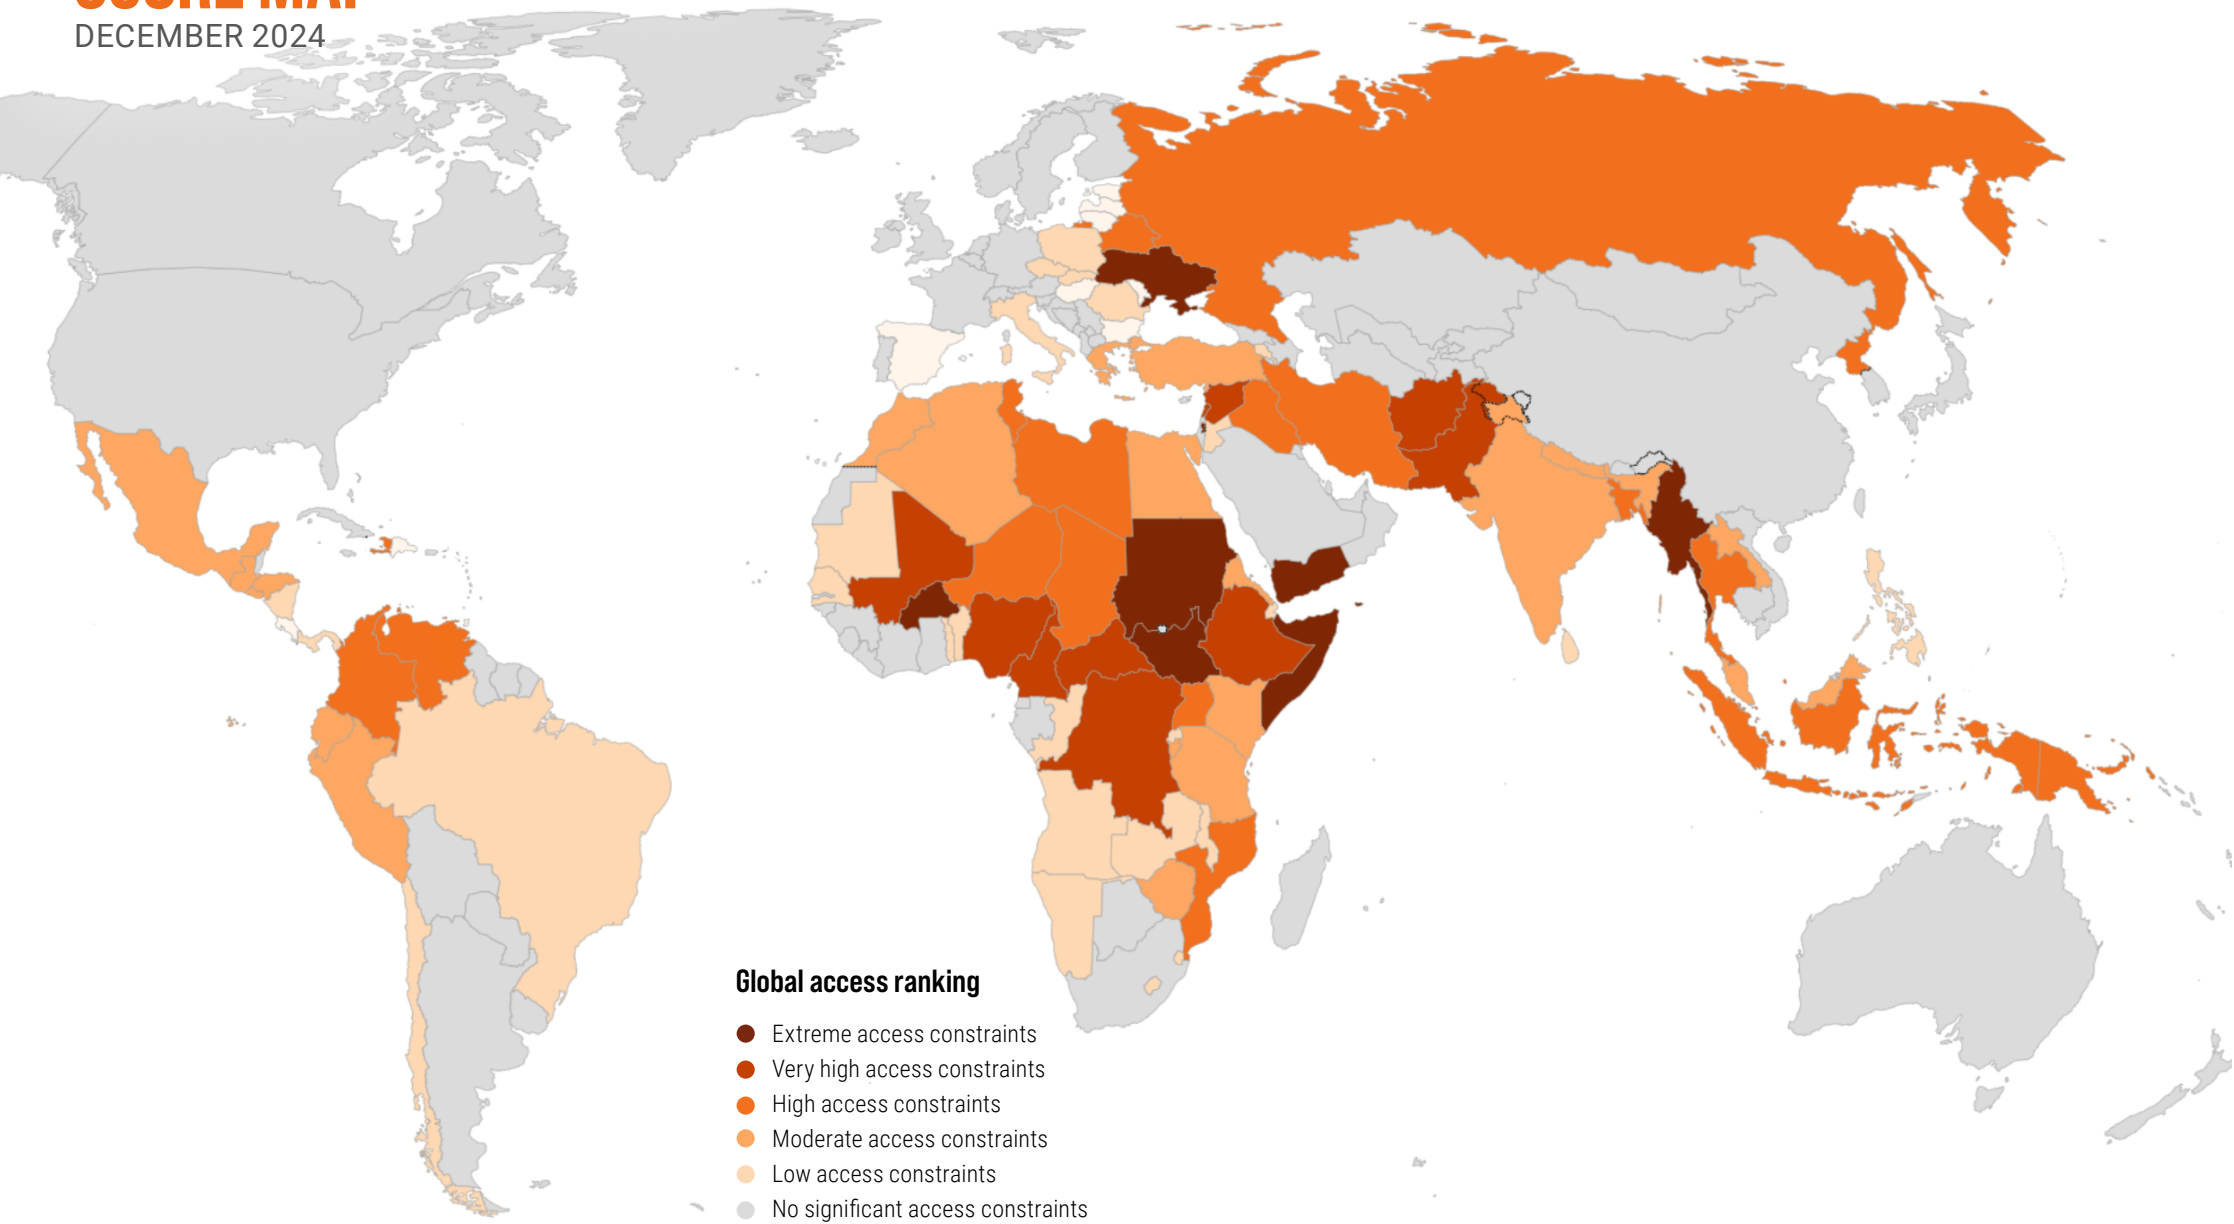 DECEMBER 2024
Global access ranking
Extreme access constraints
Very high access constraints
High access constraints
Moderate access constraints
Low access constraints
No significant access constraints